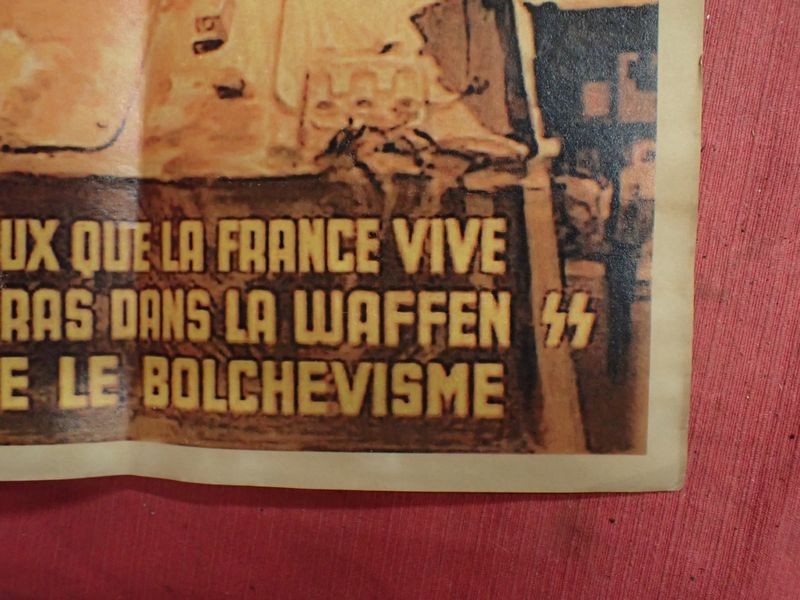 UX QUE LA FRANCE VIVE
RAS DANS LA WAFFEN SS
E LE BOLCHEVISME